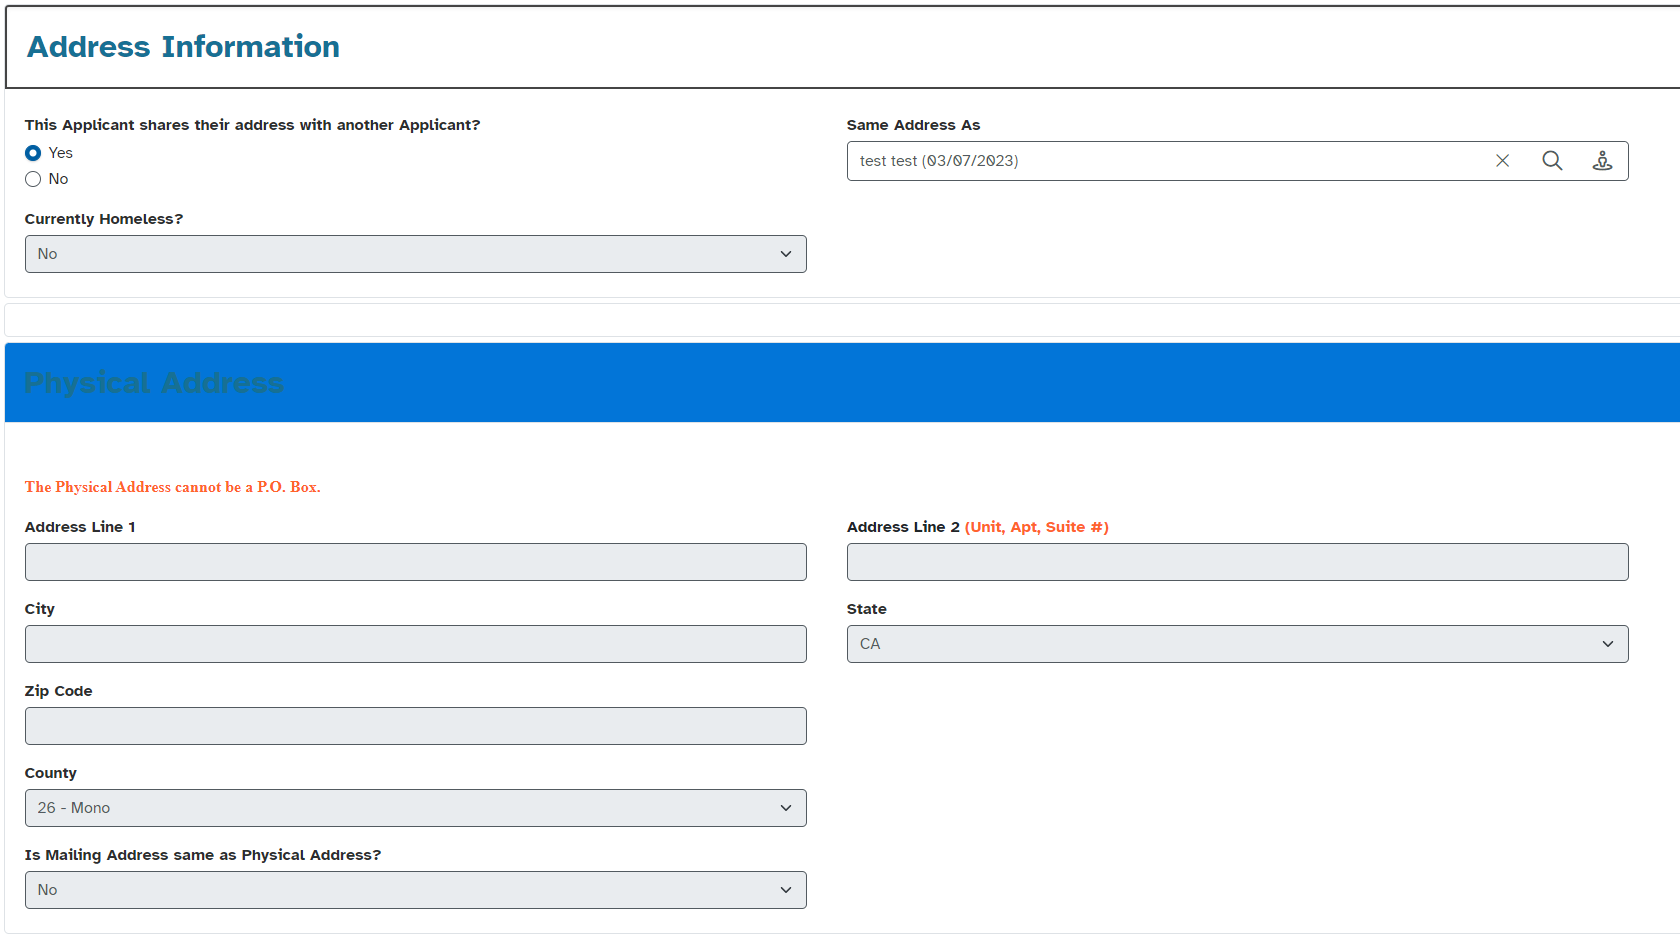 Address Information
This Applicant shares their address with another Applicant?
Same Address As
Yes
test test (03/07/2023)
No
Currently Homeless?
No
Physical Address
The Physical Address cannot be a P.O. Box.
Address Line 1
Address Line 2 (Unit, Apt, Suite #)
City
State
CA
Zip Code
County
26 - Mono
Is Mailing Address same as Physical Address?
No